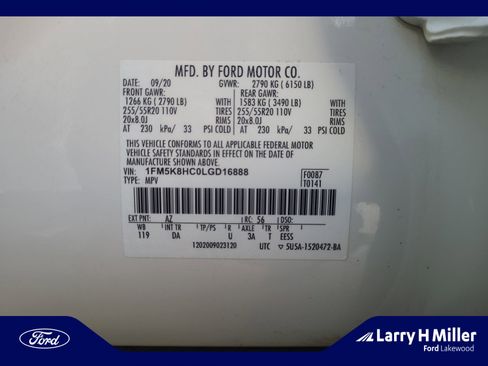 MFD. BY FORD MOTOR CO.
DATE: 09/20 GVWR: 2790 KG ( 6150 LB)
FRONT GAWR: REAR GAWR:
1266 KG ( 2790 LB) WITH 1583 KG ( 3490 LB) WITH
255/55R20 110V TIRES 255/55R20 110V TIRES
20x8.0J RIMS 20x8.0J RIMS
AT 230 kPa/ 33 PSI COLD AT 230 kPa/ 33 PSI COLD
THIS VEHICLE CONFORMS TO ALL APPLICABLE FEDERAL MOTOR
VEHICLE SAFETY STANDARDS IN EFFECT ON THE DATE OF
MANUFACTURE SHOWN ABOVE.
VIN: 1FM5K8HC0LGD16888 F0087
TYPE: MPV T0141
EXT PNT: AZ RC: 56 DSO:
WB INT TR TP/PS R AXLE TR SPR
119 DA U 3A T EESS
1202009023120 UTC ▽ 5U5A-1520472-BA
Ford
Larry H Miller
Ford Lakewood